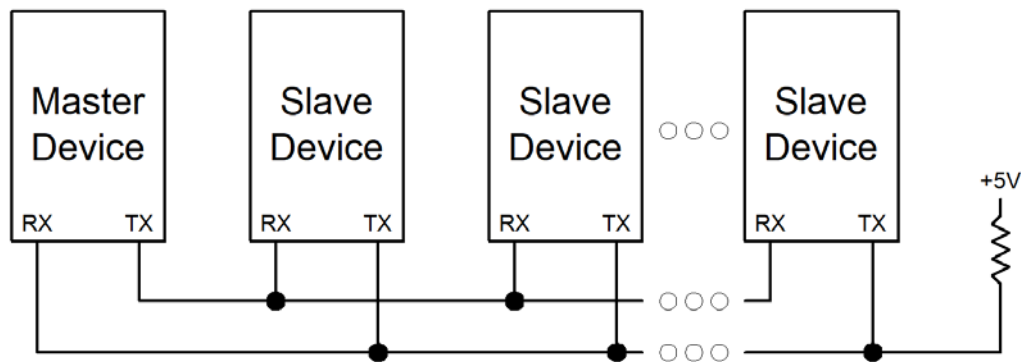 Master
Device
Slave
Device
Slave
Device
Slave
Device
RX TX
RX TX
RX TX
RX TX
+5V